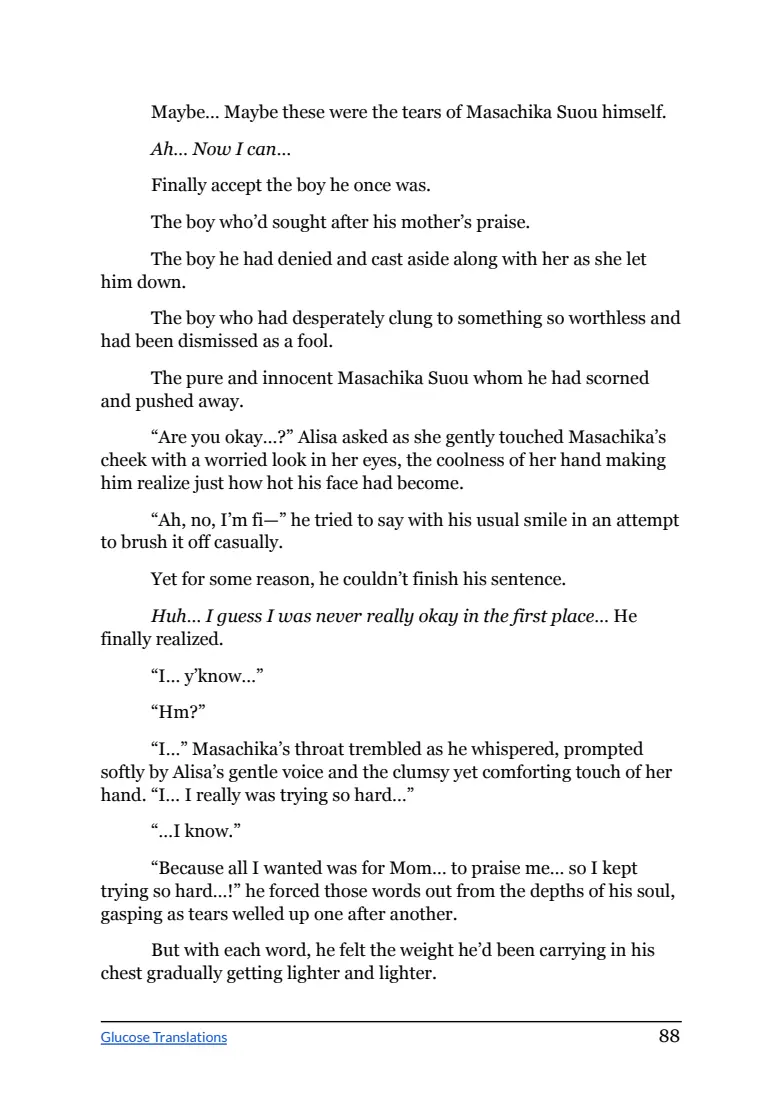 Maybe… Maybe these were the tears of Masachika Suou himself.
Ah… Now I can…
Finally accept the boy he once was.
The boy who’d sought after his mother’s praise.
The boy he had denied and cast aside along with her as she let
him down.
The boy who had desperately clung to something so worthless and
had been dismissed as a fool.
The pure and innocent Masachika Suou whom he had scorned
and pushed away.
“Are you okay…?” Alisa asked as she gently touched Masachika’s
cheek with a worried look in her eyes, the coolness of her hand making
him realize just how hot his face had become.
“Ah, no, I’m fi—” he tried to say with his usual smile in an attempt
to brush it off casually.
Yet for some reason, he couldn’t finish his sentence.
Huh… I guess I was never really okay in the first place… He
finally realized.
“I… y’know…”
“Hm?”
“I…” Masachika’s throat trembled as he whispered, prompted
softly by Alisa’s gentle voice and the clumsy yet comforting touch of her
hand. “I… I really was trying so hard…”
“…I know.”
“Because all I wanted was for Mom… to praise me… so I kept
trying so hard…!” he forced those words out from the depths of his soul,
gasping as tears welled up one after another.
But with each word, he felt the weight he’d been carrying in his
chest gradually getting lighter and lighter.
Glucose Translations
88